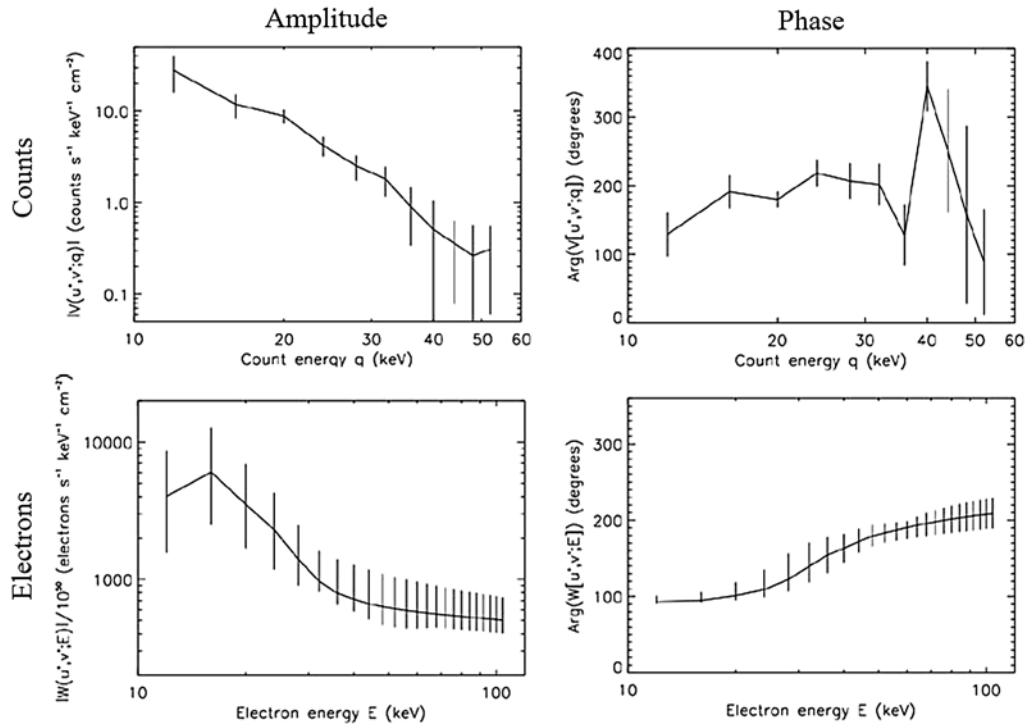 Amplitude
Phase
Counts
|V(u*,v*;q)| (counts s⁻¹ keV⁻¹ cm⁻²)
10.0
1.0
0.1
10 20 30 40 50 60
Count energy q (keV)
Arg(V[u*,v*;q]) (degrees)
400
300
200
100
0
10 20 30 40 50 60
Count energy q (keV)
Electrons
|W(u*,v*;E)|/10⁵⁰ (electrons s⁻¹ keV⁻¹ cm⁻²)
10000
1000
10 100
Electron energy E (keV)
Arg(W[u*,v*;E]) (degrees)
300
200
100
0
10 100
Electron energy E (keV)